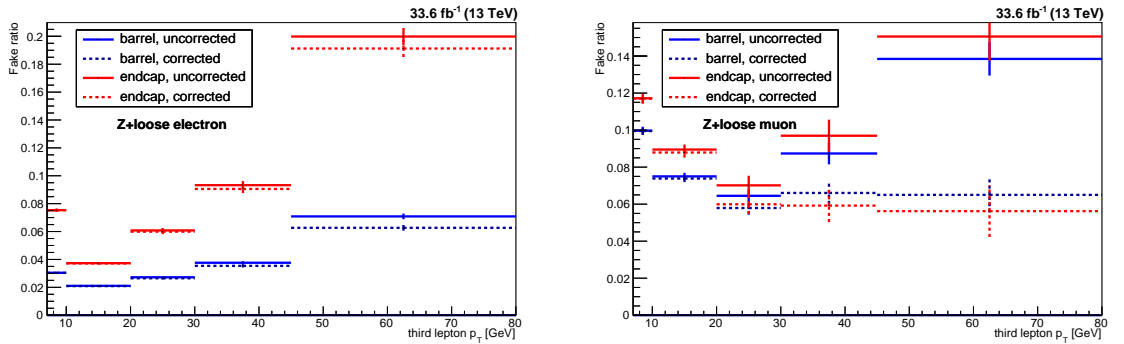 33.6 fb⁻¹ (13 TeV)
Fake ratio
0.2
0.18
0.16
0.14
0.12
0.1
0.08
0.06
0.04
0.02
0
barrel, uncorrected
barrel, corrected
endcap, uncorrected
endcap, corrected
Z+loose electron
10 20 30 40 50 60 70 80
third lepton p_T [GeV]
33.6 fb⁻¹ (13 TeV)
Fake ratio
0.14
0.12
0.1
0.08
0.06
0.04
0.02
0
barrel, uncorrected
barrel, corrected
endcap, uncorrected
endcap, corrected
Z+loose muon
10 20 30 40 50 60 70 80
third lepton p_T [GeV]